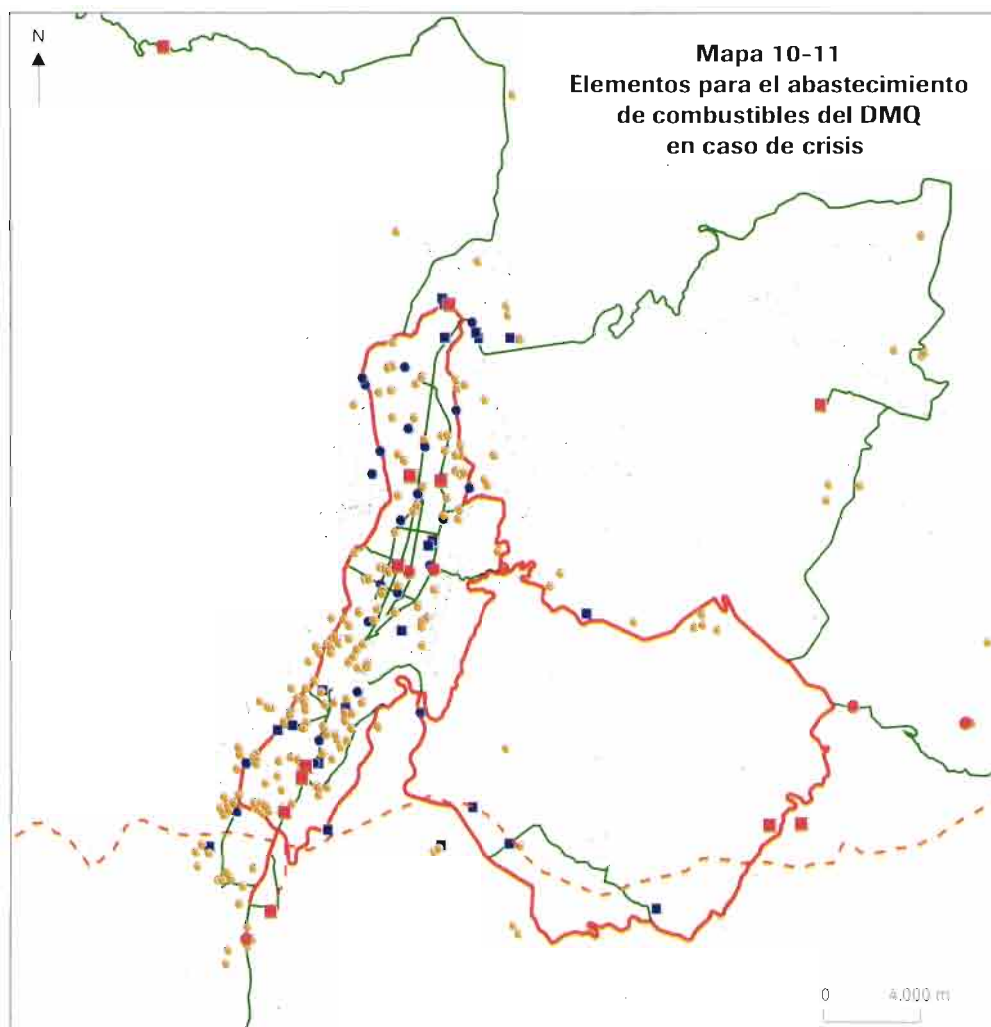 N
Mapa 10-11
Elementos para el abastecimiento
de combustibles del DMQ
en caso de crisis
0 4.000 m